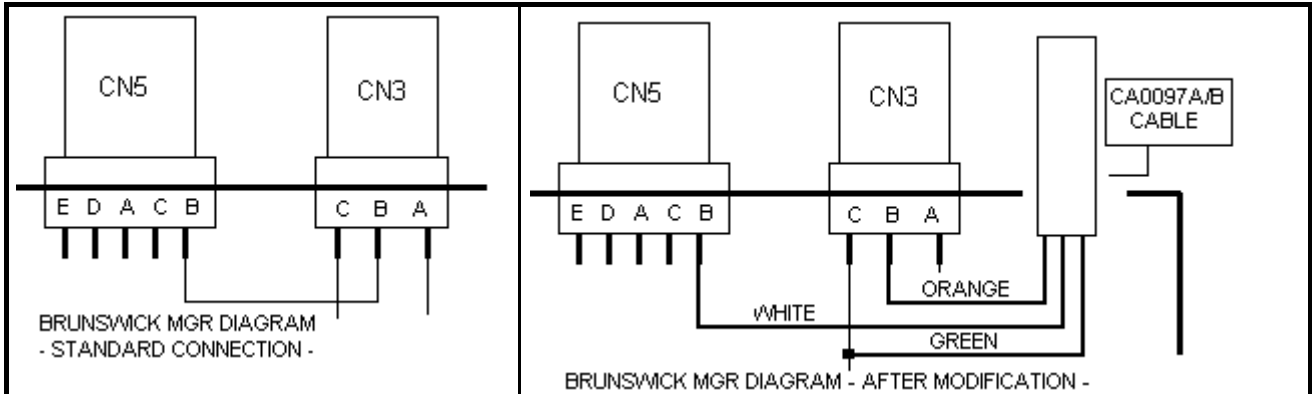 CN5
CN3
E D A C B
C B A
BRUNSWICK MGR DIAGRAM
- STANDARD CONNECTION -
CN5
CN3
CA0097A/B
CABLE
E D A C B
C B A
ORANGE
WHITE
GREEN
BRUNSWICK MGR DIAGRAM - AFTER MODIFICATION -